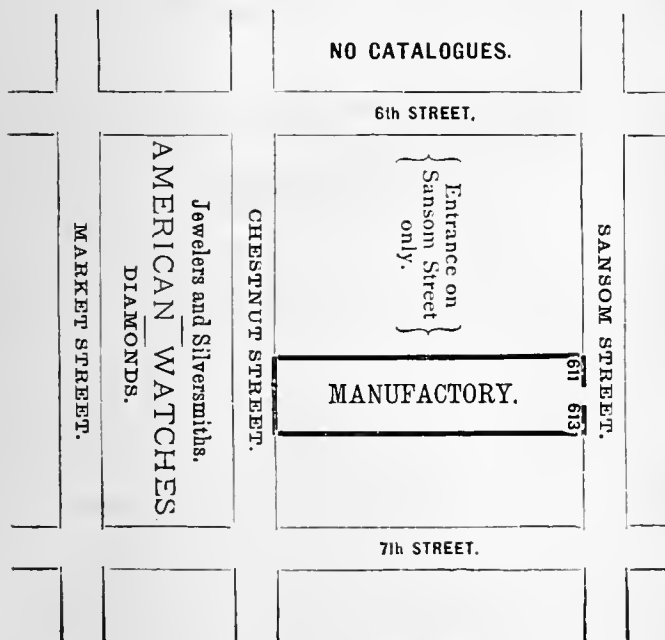 NO CATALOGUES.
6th STREET.
MARKET STREET.
Jewelers and Silversmiths.
AMERICAN WATCHES
DIAMONDS.
CHESTNUT STREET.
Entrance on
Sansom Street
only.
SANSOM STREET.
MANUFACTORY.
611
613
7th STREET.